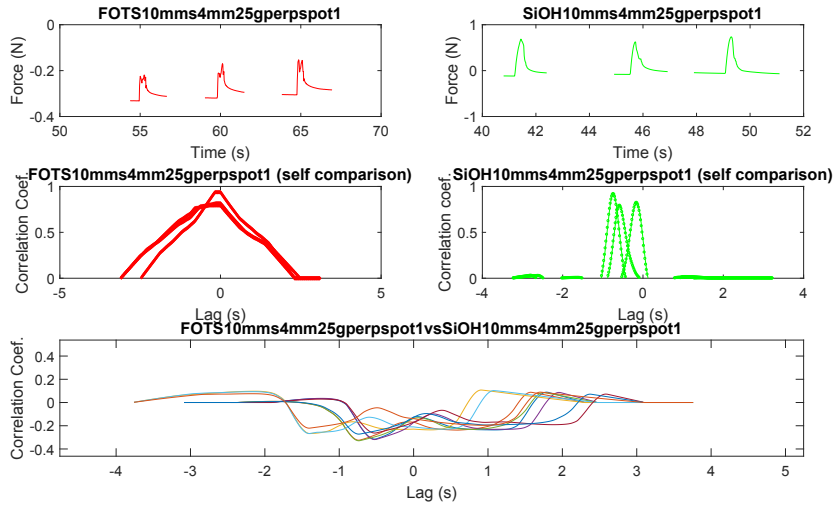 FOTS10mms4mm25gperpspot1
SiOH10mms4mm25gperpspot1
Force (N)
0
-0.2
-0.4
50 55 60 65 70
Time (s)
Force (N)
1
0
-1
40 42 44 46 48 50 52
Time (s)
FOTS10mms4mm25gperpspot1 (self comparison)
SiOH10mms4mm25gperpspot1 (self comparison)
Correlation Coef.
1
0.5
0
-5 0 5
Lag (s)
Correlation Coef.
1
0.5
0
-4 -2 0 2 4
Lag (s)
FOTS10mms4mm25gperpspot1vsSiOH10mms4mm25gperpspot1
Correlation Coef.
0.4
0.2
0
-0.2
-0.4
-4 -3 -2 -1 0 1 2 3 4 5
Lag (s)